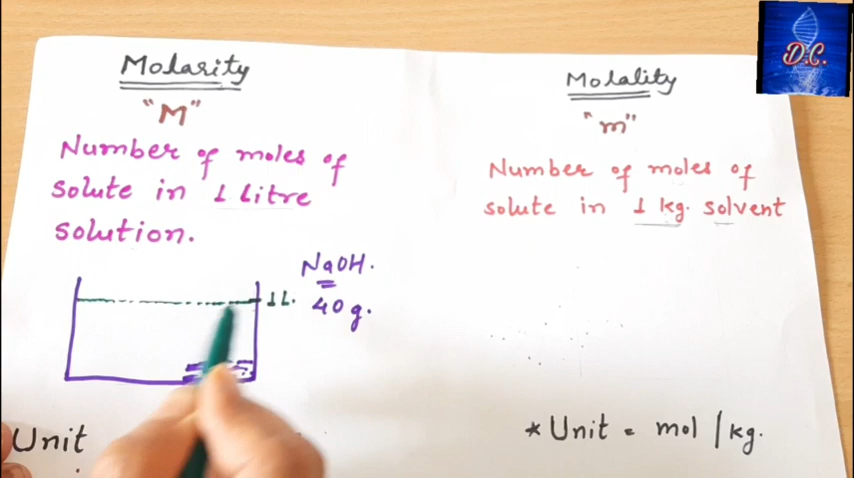 Molarity
"M"
Number of moles of
solute in 1 Litre
solution.
NaOH.
1 L.
40 g.
Unit
Molality
"m"
Number of moles of
solute in 1 kg. solvent
* Unit = mol / kg.
D.C.